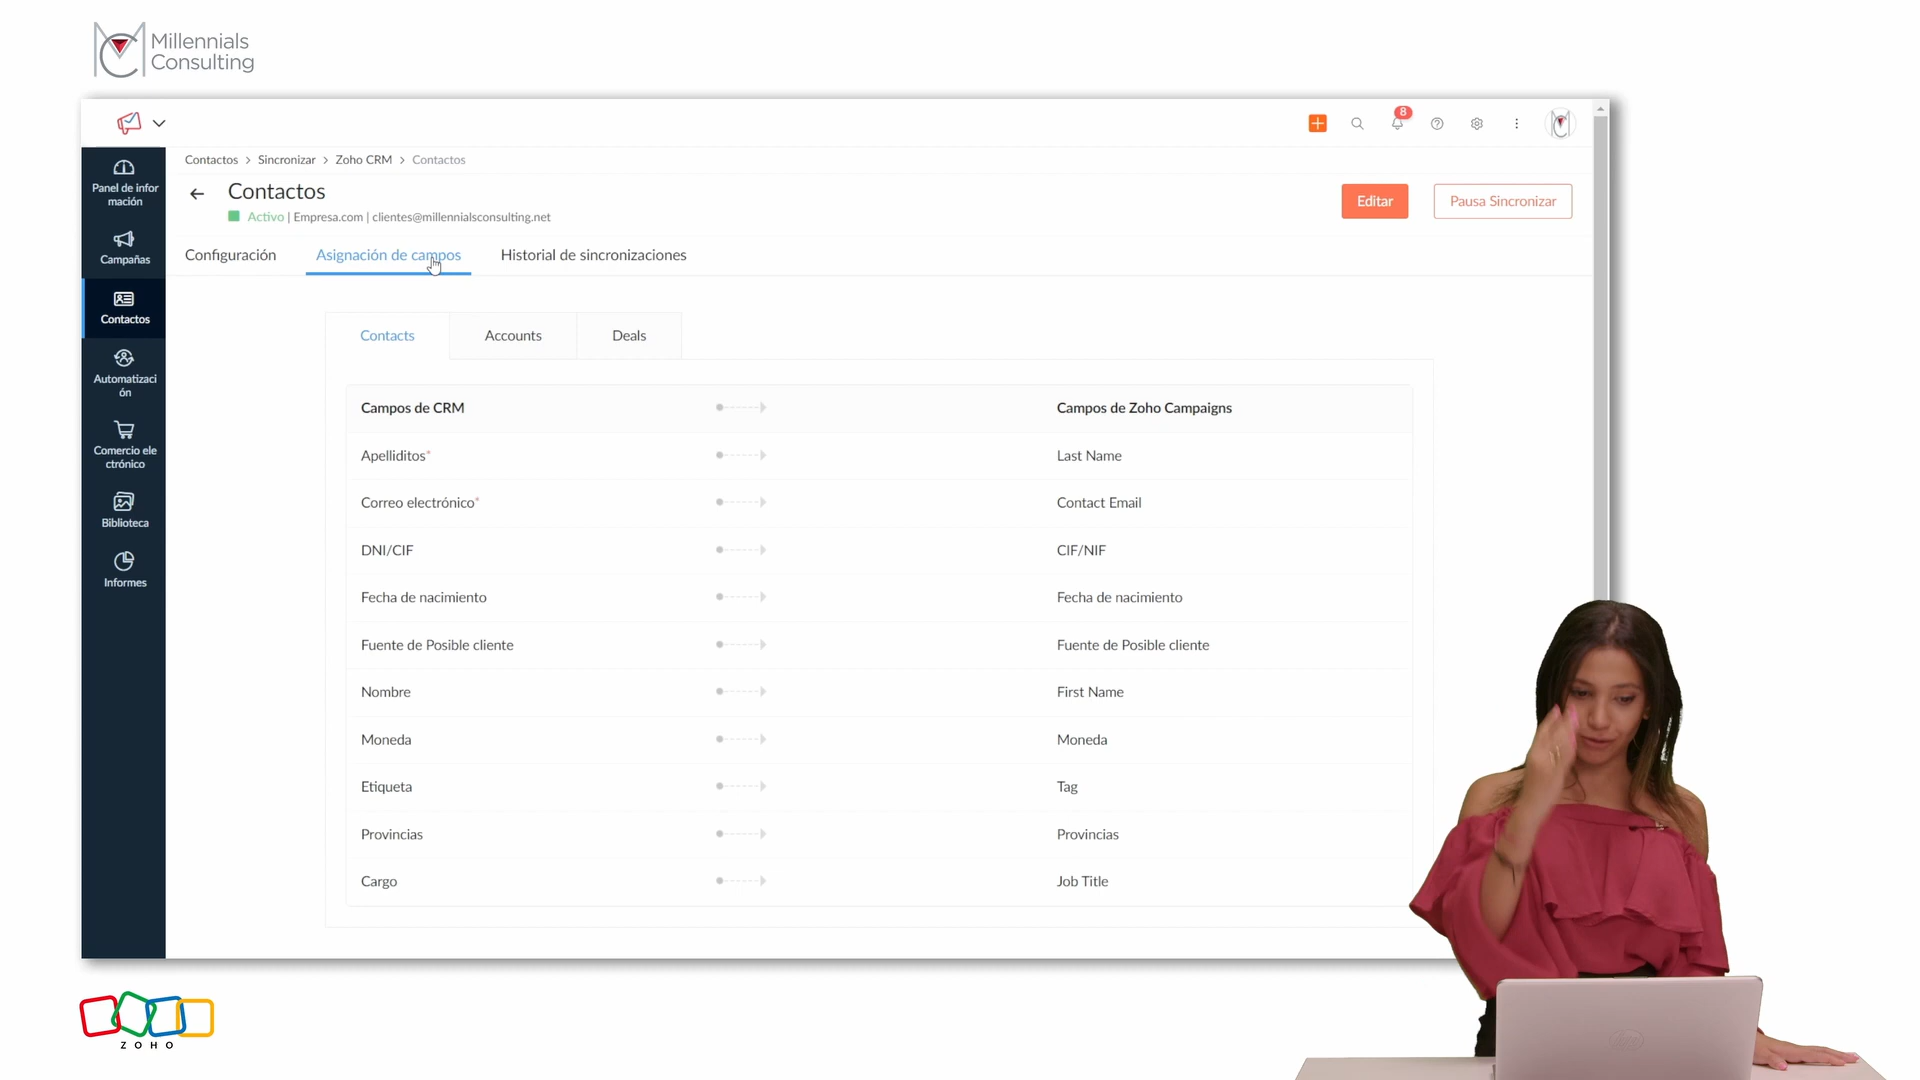 Millennials
Consulting
8
Contactos > Sincronizar > Zoho CRM > Contactos
Contactos
Activo | Empresa.com | clientes@millennialsconsulting.net
Editar
Pausa Sincronizar
Configuración
Asignación de campos
Historial de sincronizaciones
Panel de infor
mación
Campañas
Contactos
Automatizaci
ón
Comercio ele
ctrónico
Biblioteca
Informes
Contacts
Accounts
Deals
Campos de CRM
Campos de Zoho Campaigns
Apelliditos*
Last Name
Correo electrónico*
Contact Email
DNI/CIF
CIF/NIF
Fecha de nacimiento
Fecha de nacimiento
Fuente de Posible cliente
Fuente de Posible cliente
Nombre
First Name
Moneda
Moneda
Etiqueta
Tag
Provincias
Provincias
Cargo
Job Title
ZOHO